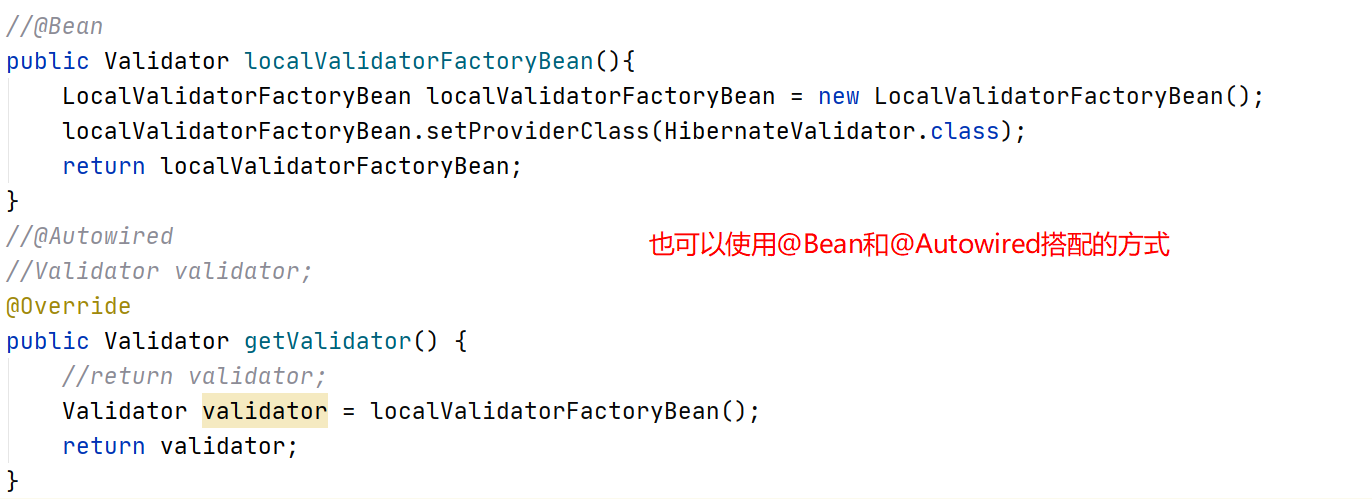 //@Bean
public Validator localValidatorFactoryBean(){
LocalValidatorFactoryBean localValidatorFactoryBean = new LocalValidatorFactoryBean();
localValidatorFactoryBean.setProviderClass(HibernateValidator.class);
return localValidatorFactoryBean;
}
//@Autowired
也可以使用@Bean和@Autowired搭配的方式
//Validator validator;
@Override
public Validator getValidator() {
//return validator;
Validator validator = localValidatorFactoryBean();
return validator;
}